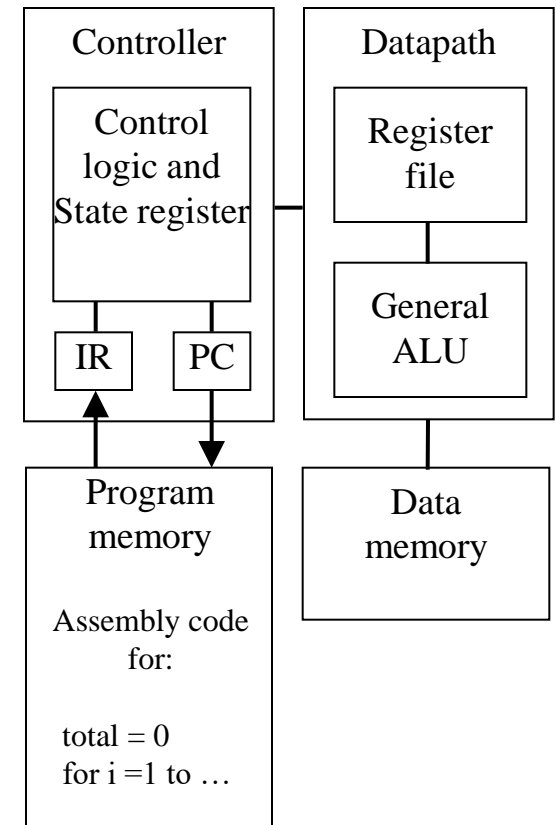 Controller
Control
logic and
State register
IR
PC
Datapath
Register
file
General
ALU
Program
memory
Assembly code
for:
total = 0
for i =1 to …
Data
memory